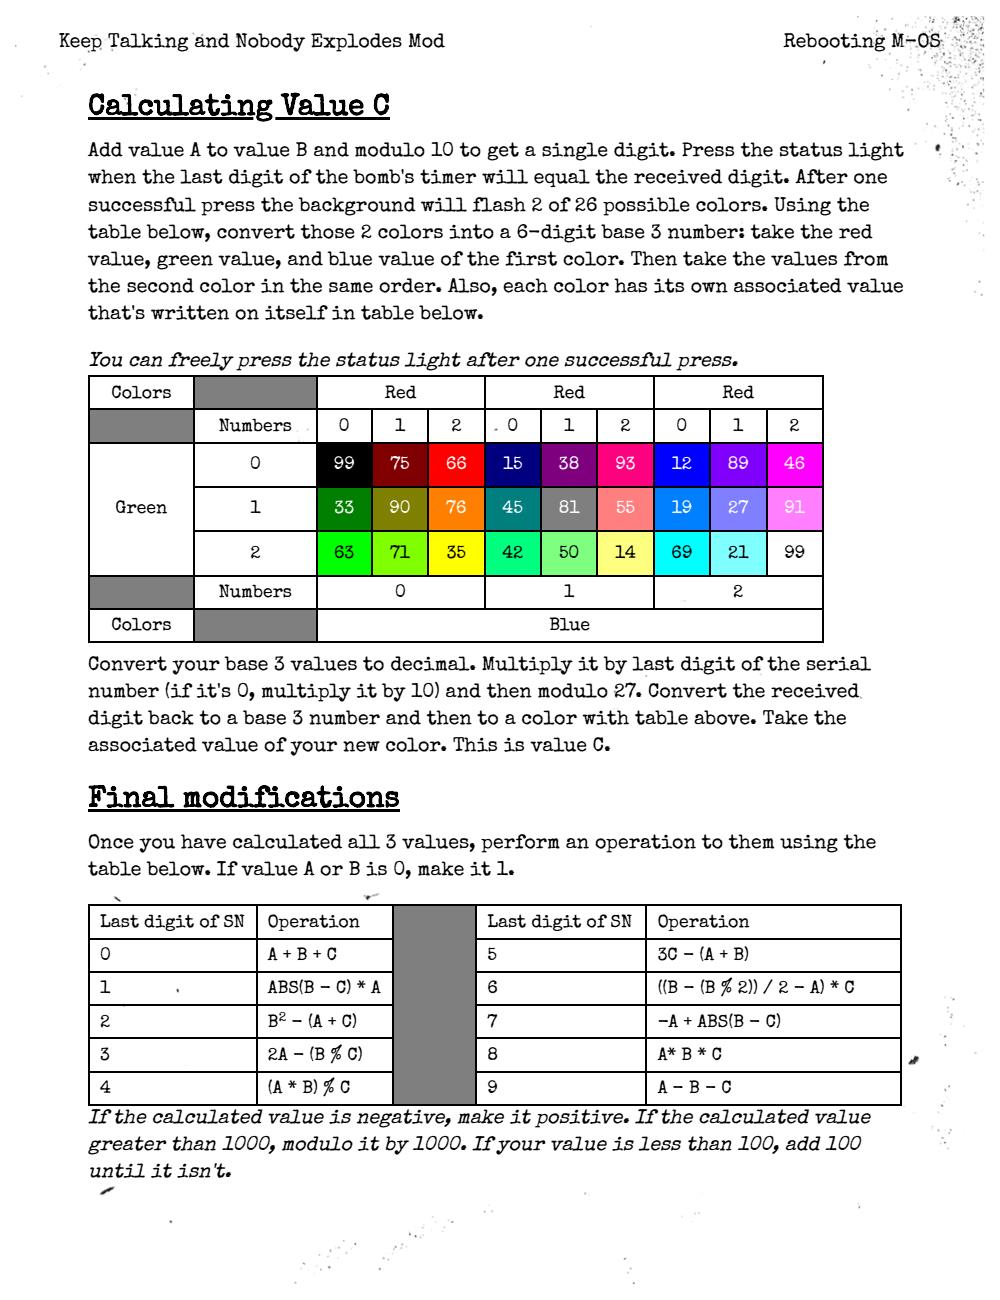 Keep Talking and Nobody Explodes Mod Rebooting M-OS
Calculating Value C
Add value A to value B and modulo 10 to get a single digit. Press the status light
when the last digit of the bomb's timer will equal the received digit. After one
successful press the background will flash 2 of 26 possible colors. Using the
table below, convert those 2 colors into a 6-digit base 3 number: take the red
value, green value, and blue value of the first color. Then take the values from
the second color in the same order. Also, each color has its own associated value
that's written on itself in table below.
You can freely press the status light after one successful press.
Colors Red Red Red
Numbers 0 1 2 0 1 2 0 1 2
0 99 75 66 15 38 93 12 89 46
Green 1 33 90 76 45 81 55 19 27 91
2 63 71 35 42 50 14 69 21 99
Numbers 0 1 2
Colors Blue
Convert your base 3 values to decimal. Multiply it by last digit of the serial
number (if it's 0, multiply it by 10) and then modulo 27. Convert the received
digit back to a base 3 number and then to a color with table above. Take the
associated value of your new color. This is value C.
Final modifications
Once you have calculated all 3 values, perform an operation to them using the
table below. If value A or B is 0, make it 1.
Last digit of SN Operation Last digit of SN Operation
0 A + B + C 5 3C - (A + B)
1 ABS(B - C) * A 6 ((B - (B % 2)) / 2 - A) * C
2 B² - (A + C) 7 -A + ABS(B - C)
3 2A - (B % C) 8 A* B * C
4 (A * B) % C 9 A - B - C
If the calculated value is negative, make it positive. If the calculated value
greater than 1000, modulo it by 1000. If your value is less than 100, add 100
until it isn't.